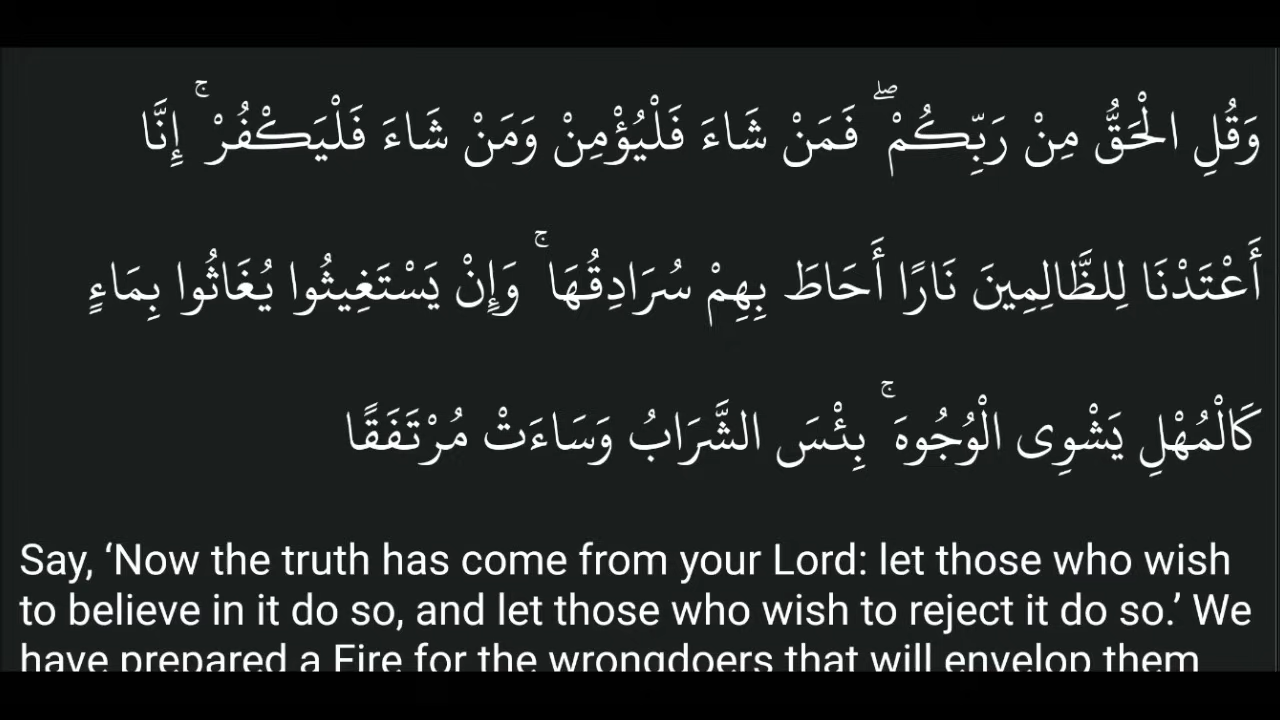 وَقُلِ الْحَقُّ مِنْ رَبِّكُمْ ۖ فَمَنْ شَاءَ فَلْيُؤْمِنْ وَمَنْ شَاءَ فَلْيَكْفُرْ ۚ إِنَّا
أَعْتَدْنَا لِلظَّالِمِينَ نَارًا أَحَاطَ بِهِمْ سُرَادِقُهَا ۚ وَإِنْ يَسْتَغِيثُوا يُغَاثُوا بِمَاءٍ
كَالْمُهْلِ يَشْوِى الْوُجُوهَ ۚ بِئْسَ الشَّرَابُ وَسَاءَتْ مُرْتَفَقًا
Say, ‘Now the truth has come from your Lord: let those who wish
to believe in it do so, and let those who wish to reject it do so.’ We
have prepared a Fire for the wrongdoers that will envelop them